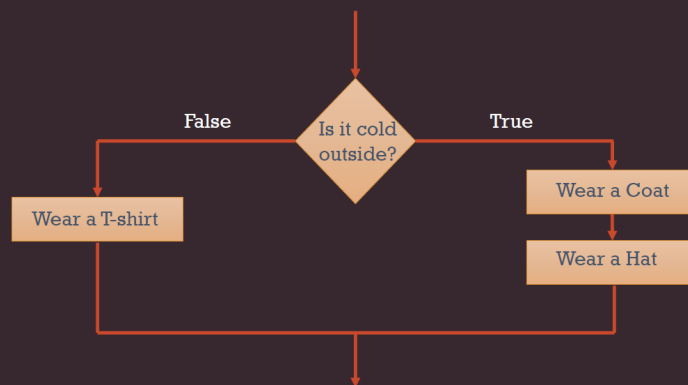 False
True
Is it cold
outside?
Wear a Coat
Wear a T-shirt
Wear a Hat